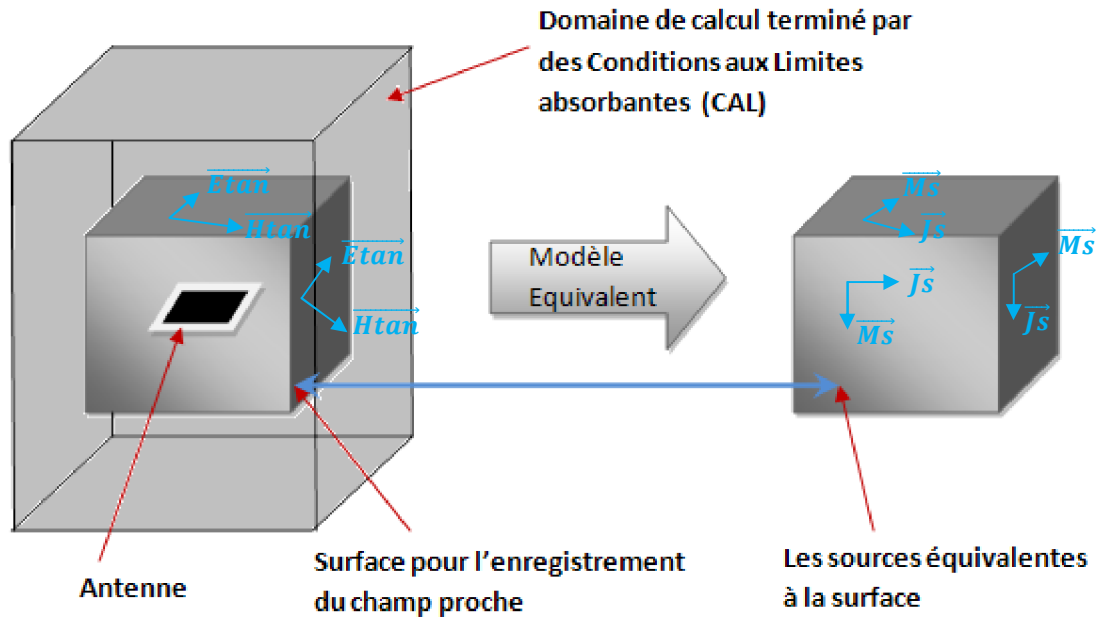 Domaine de calcul terminé par
des Conditions aux Limites
absorbantes (CAL)
Etan
Htan
Etan
Htan
Modèle
Equivalent
Ms
Js
Ms
Js
Ms
Js
Antenne
Surface pour l'enregistrement
du champ proche
Les sources équivalentes
à la surface